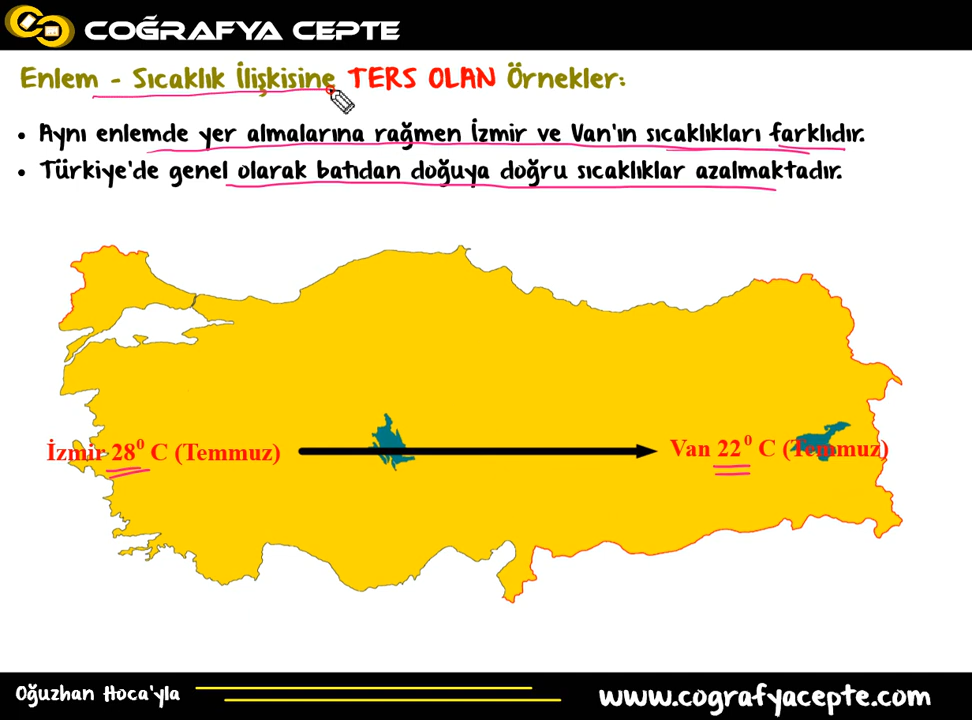 COĞRAFYA CEPTE
Enlem - Sıcaklık İlişkisine TERS OLAN Örnekler:
• Aynı enlemde yer almalarına rağmen İzmir ve Van'ın sıcaklıkları farklıdır.
• Türkiye'de genel olarak batıdan doğuya doğru sıcaklıklar azalmaktadır.
İzmir 28⁰ C (Temmuz)
Van 22⁰ C (Temmuz)
Oğuzhan Hoca'yla
www.cografyacepte.com